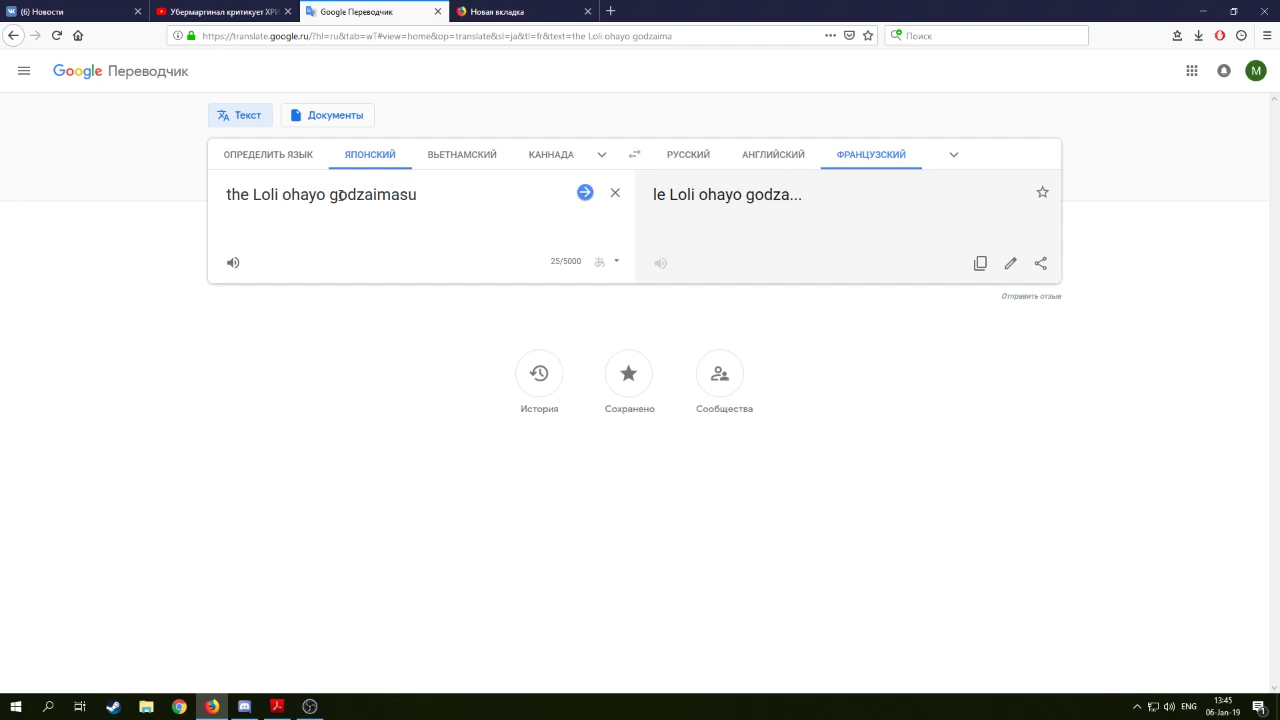 (6) Новости
Убермаргинал критикует ХРИ
Google Переводчик
Новая вкладка
https://translate.google.ru/?hl=ru&tab=wT#view=home&op=translate&sl=ja&tl=fr&text=the Loli ohayo godzaima
Поиск
Google Переводчик
M
Текст
Документы
ОПРЕДЕЛИТЬ ЯЗЫК ЯПОНСКИЙ ВЬЕТНАМСКИЙ КАННАДА РУССКИЙ АНГЛИЙСКИЙ ФРАНЦУЗСКИЙ
the Loli ohayo godzaimasu
le Loli ohayo godza...
25/5000
あ
Отправить отзыв
История
Сохранено
Сообщества
ENG
13:45
06-Jan-19
1